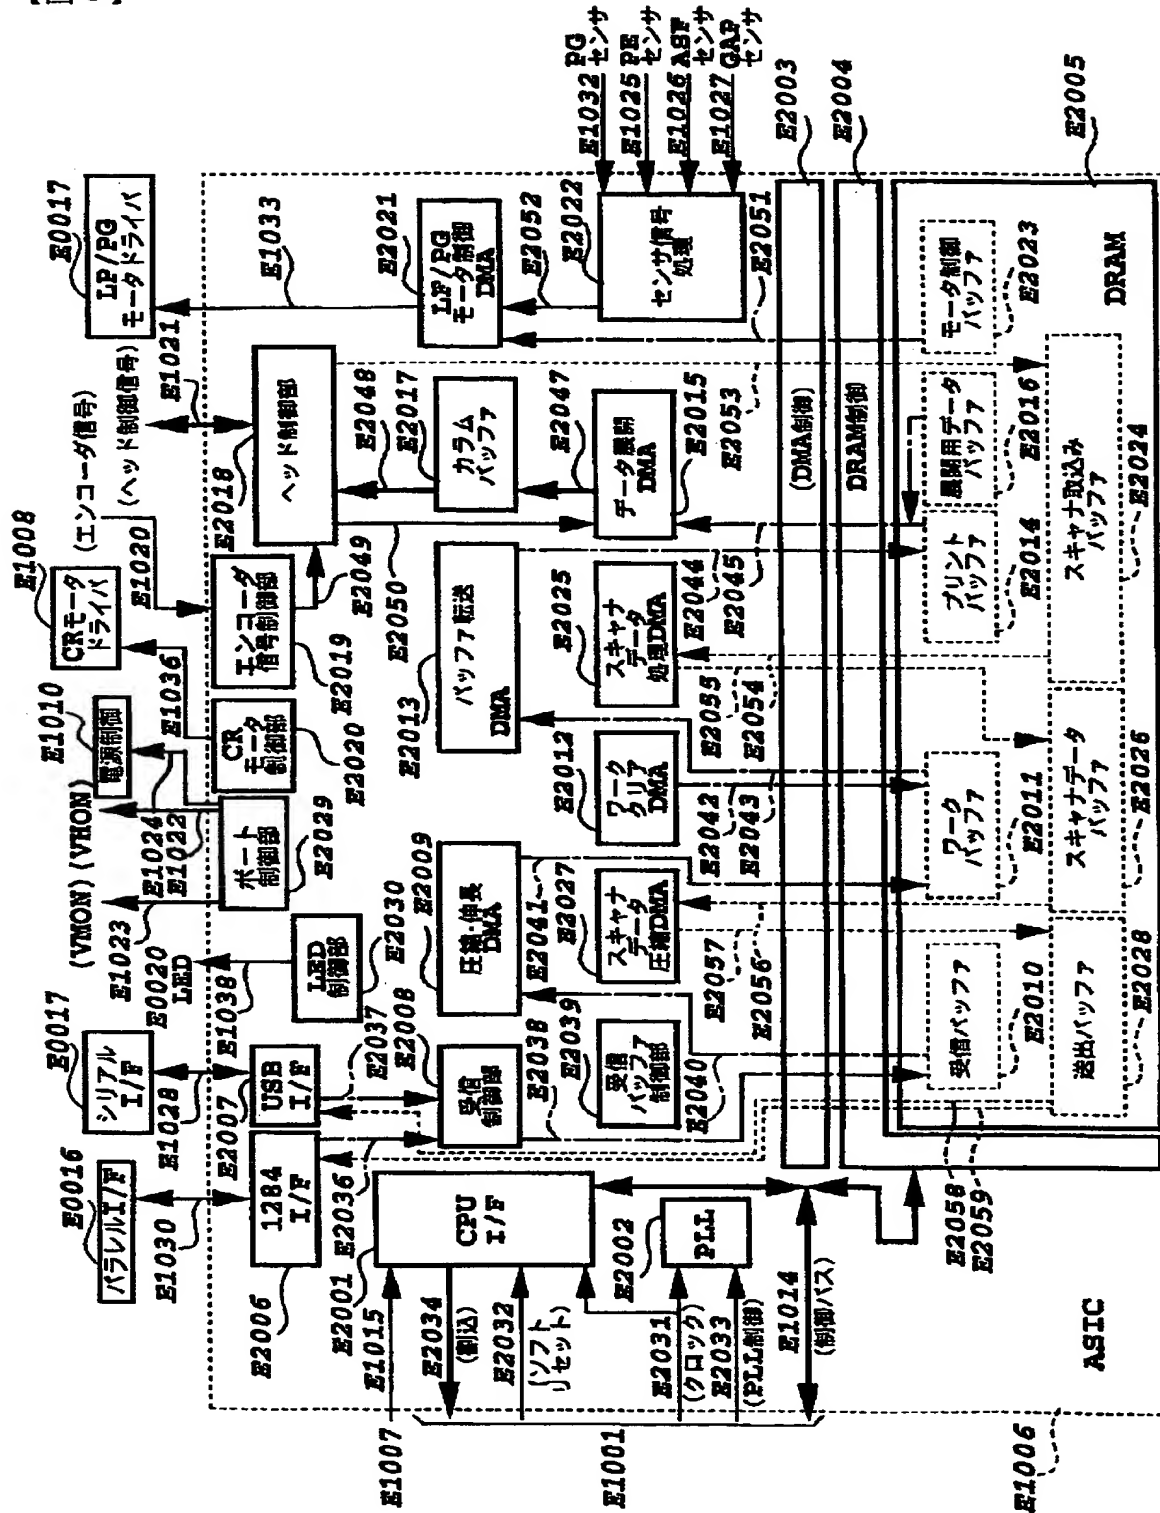 E0016
パラレルI/F
E1030
E0017
シリアル
I/F
E1028
E2007
E0020
LED
E1038
(VMON)
E1023
(VHON)
E1024
E1022
E1010
電源制御
E1036
E1008
CRモータ
ドライバ
E1020
(エンコーダ信号)
(ヘッド制御信号)
E1021
E0017
LP/PG
モータドライバ
E1033
E2006
1284
I/F
USB
I/F
E2037
LED
制御部
E2030
ポート
制御部
E2029
CR
モータ
制御部
E2020
エンコーダ
信号制御部
E2019
E2018
ヘッド制御部
E2049
E2050
E2048
E2017
カラム
バッファ
E2047
データ展開
DMA
E2015
E2053
E2021
LF/PG
モータ制御
DMA
E2052
E2022
センサ信号
処理
E2051
E1032
PG
センサ
E1025
PE
センサ
E1026
ASF
センサ
E1027
GAP
センサ
E2036
E2008
受信
制御部
E2038
E2039
受信
バッファ
制御部
E2040
E2009
圧縮・伸長
DMA
E2041
E2027
スキャナ
データ
圧縮DMA
E2057
E2056
E2012
ワーク
クリア
DMA
E2042
E2043
E2013
バッファ転送
DMA
E2025
スキャナ
データ
処理DMA
E2055
E2054
E2044
E2045
E2001
E1015
CPU
I/F
E2034
(割込)
E2032
(ソフト
リセット)
E2002
PLL
E2031
(クロック)
E2033
(PLL制御)
E1014
(制御バス)
E1007
E1001
(DMA制御)
E2003
DRAM制御
E2004
E2005
受信バッファ
E2010
ワーク
バッファ
E2011
プリント
バッファ
E2014
展開用データ
バッファ
E2016
モータ制御
バッファ
E2023
送出バッファ
E2028
スキャナデータ
バッファ
E2026
スキャナ取込み
バッファ
E2024
DRAM
E2058
E2059
ASIC
E1006